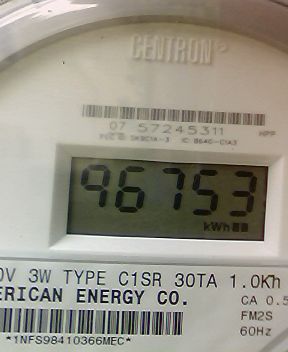 CENTRON
07 57245311 HPP
96753
kWh
0V 3W TYPE C1SR 30TA 1.0Kh
ERICAN ENERGY CO. CA 0.5
FM2S
*1NFS98410366MEC* 60Hz